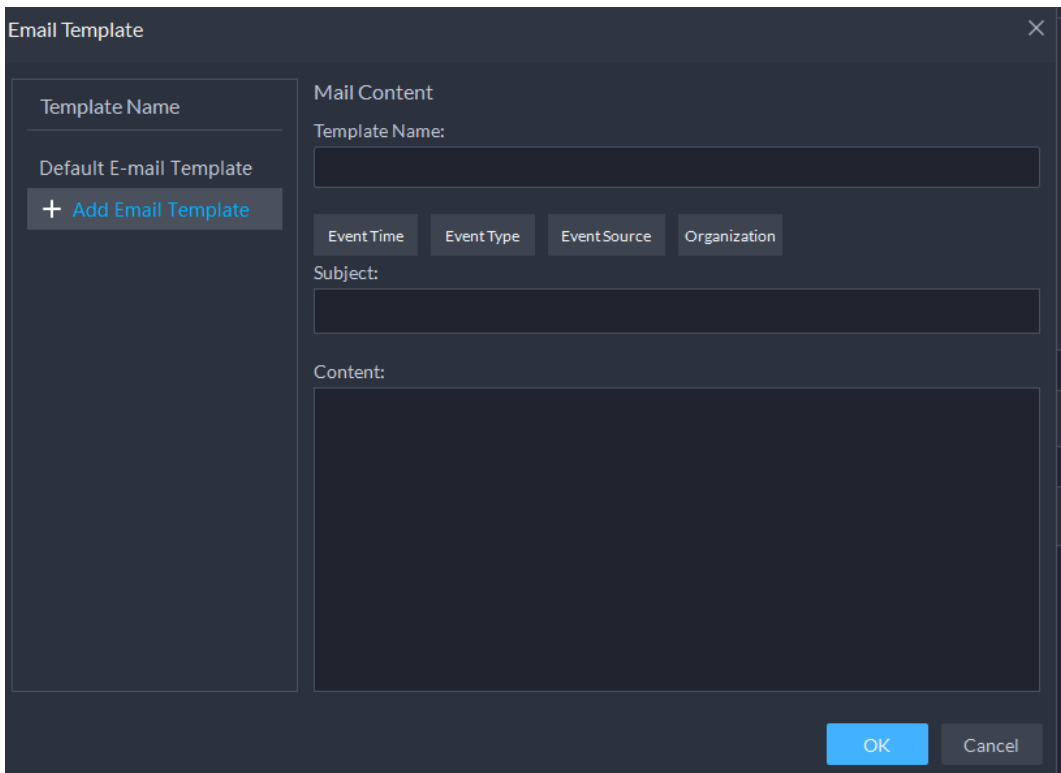 Email Template
Template Name
Default E-mail Template
Add Email Template
Mail Content
Template Name:
Event Time Event Type Event Source Organization
Subject:
Content:
OK Cancel